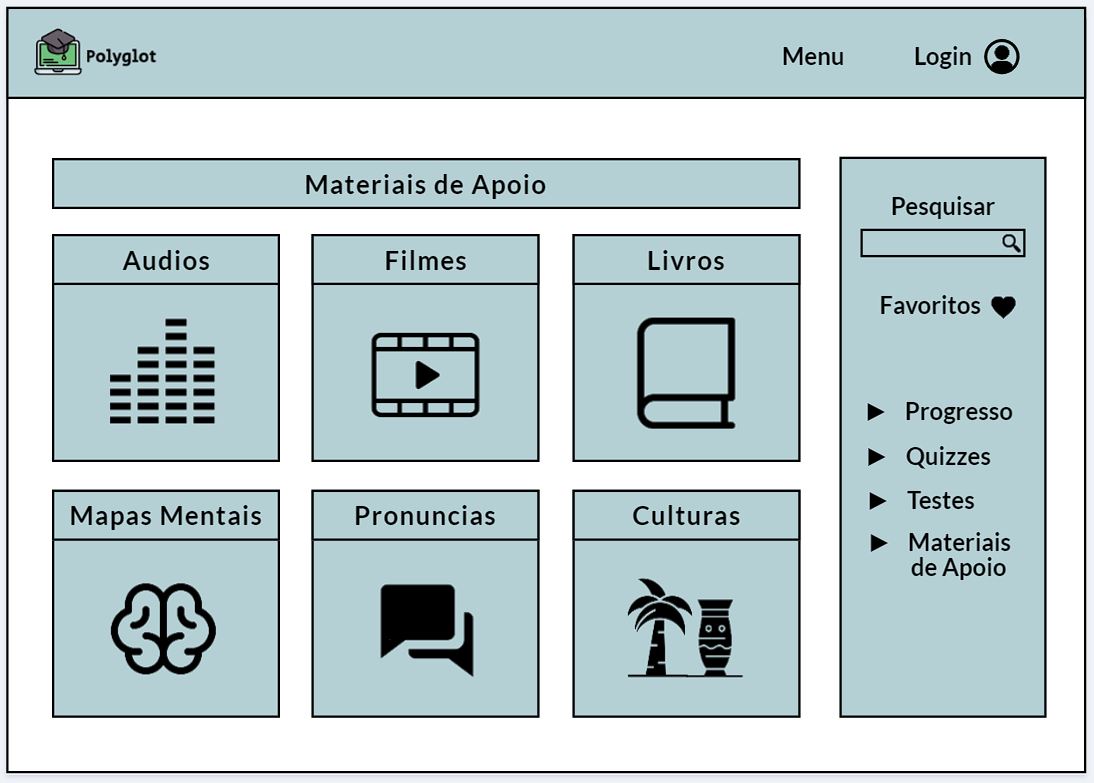 Polyglot
Menu
Login
Materiais de Apoio
Audios
Filmes
Livros
Mapas Mentais
Pronuncias
Culturas
Pesquisar
Favoritos
Progresso
Quizzes
Testes
Materiais
de Apoio